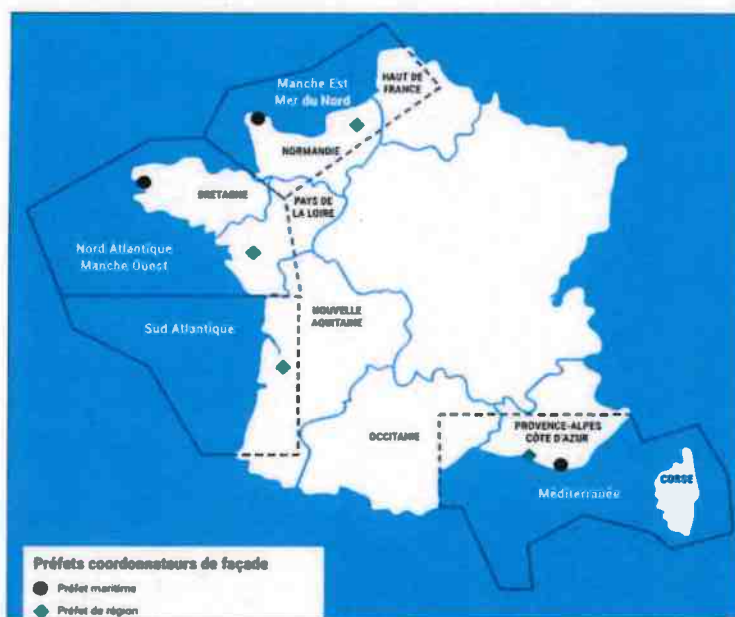 Manche Est
Mer du Nord
HAUT DE
FRANCE
NORMANDIE
BRETAGNE
PAYS DE
LA LOIRE
Nord Atlantique
Manche Ouest
NOUVELLE
AQUITAINE
Sud Atlantique
OCCITANIE
PROVENCE-ALPES
CÔTE D'AZUR
CORSE
Méditerranée
Préfets coordonnateurs de façade
Préfet maritime
Préfet de région